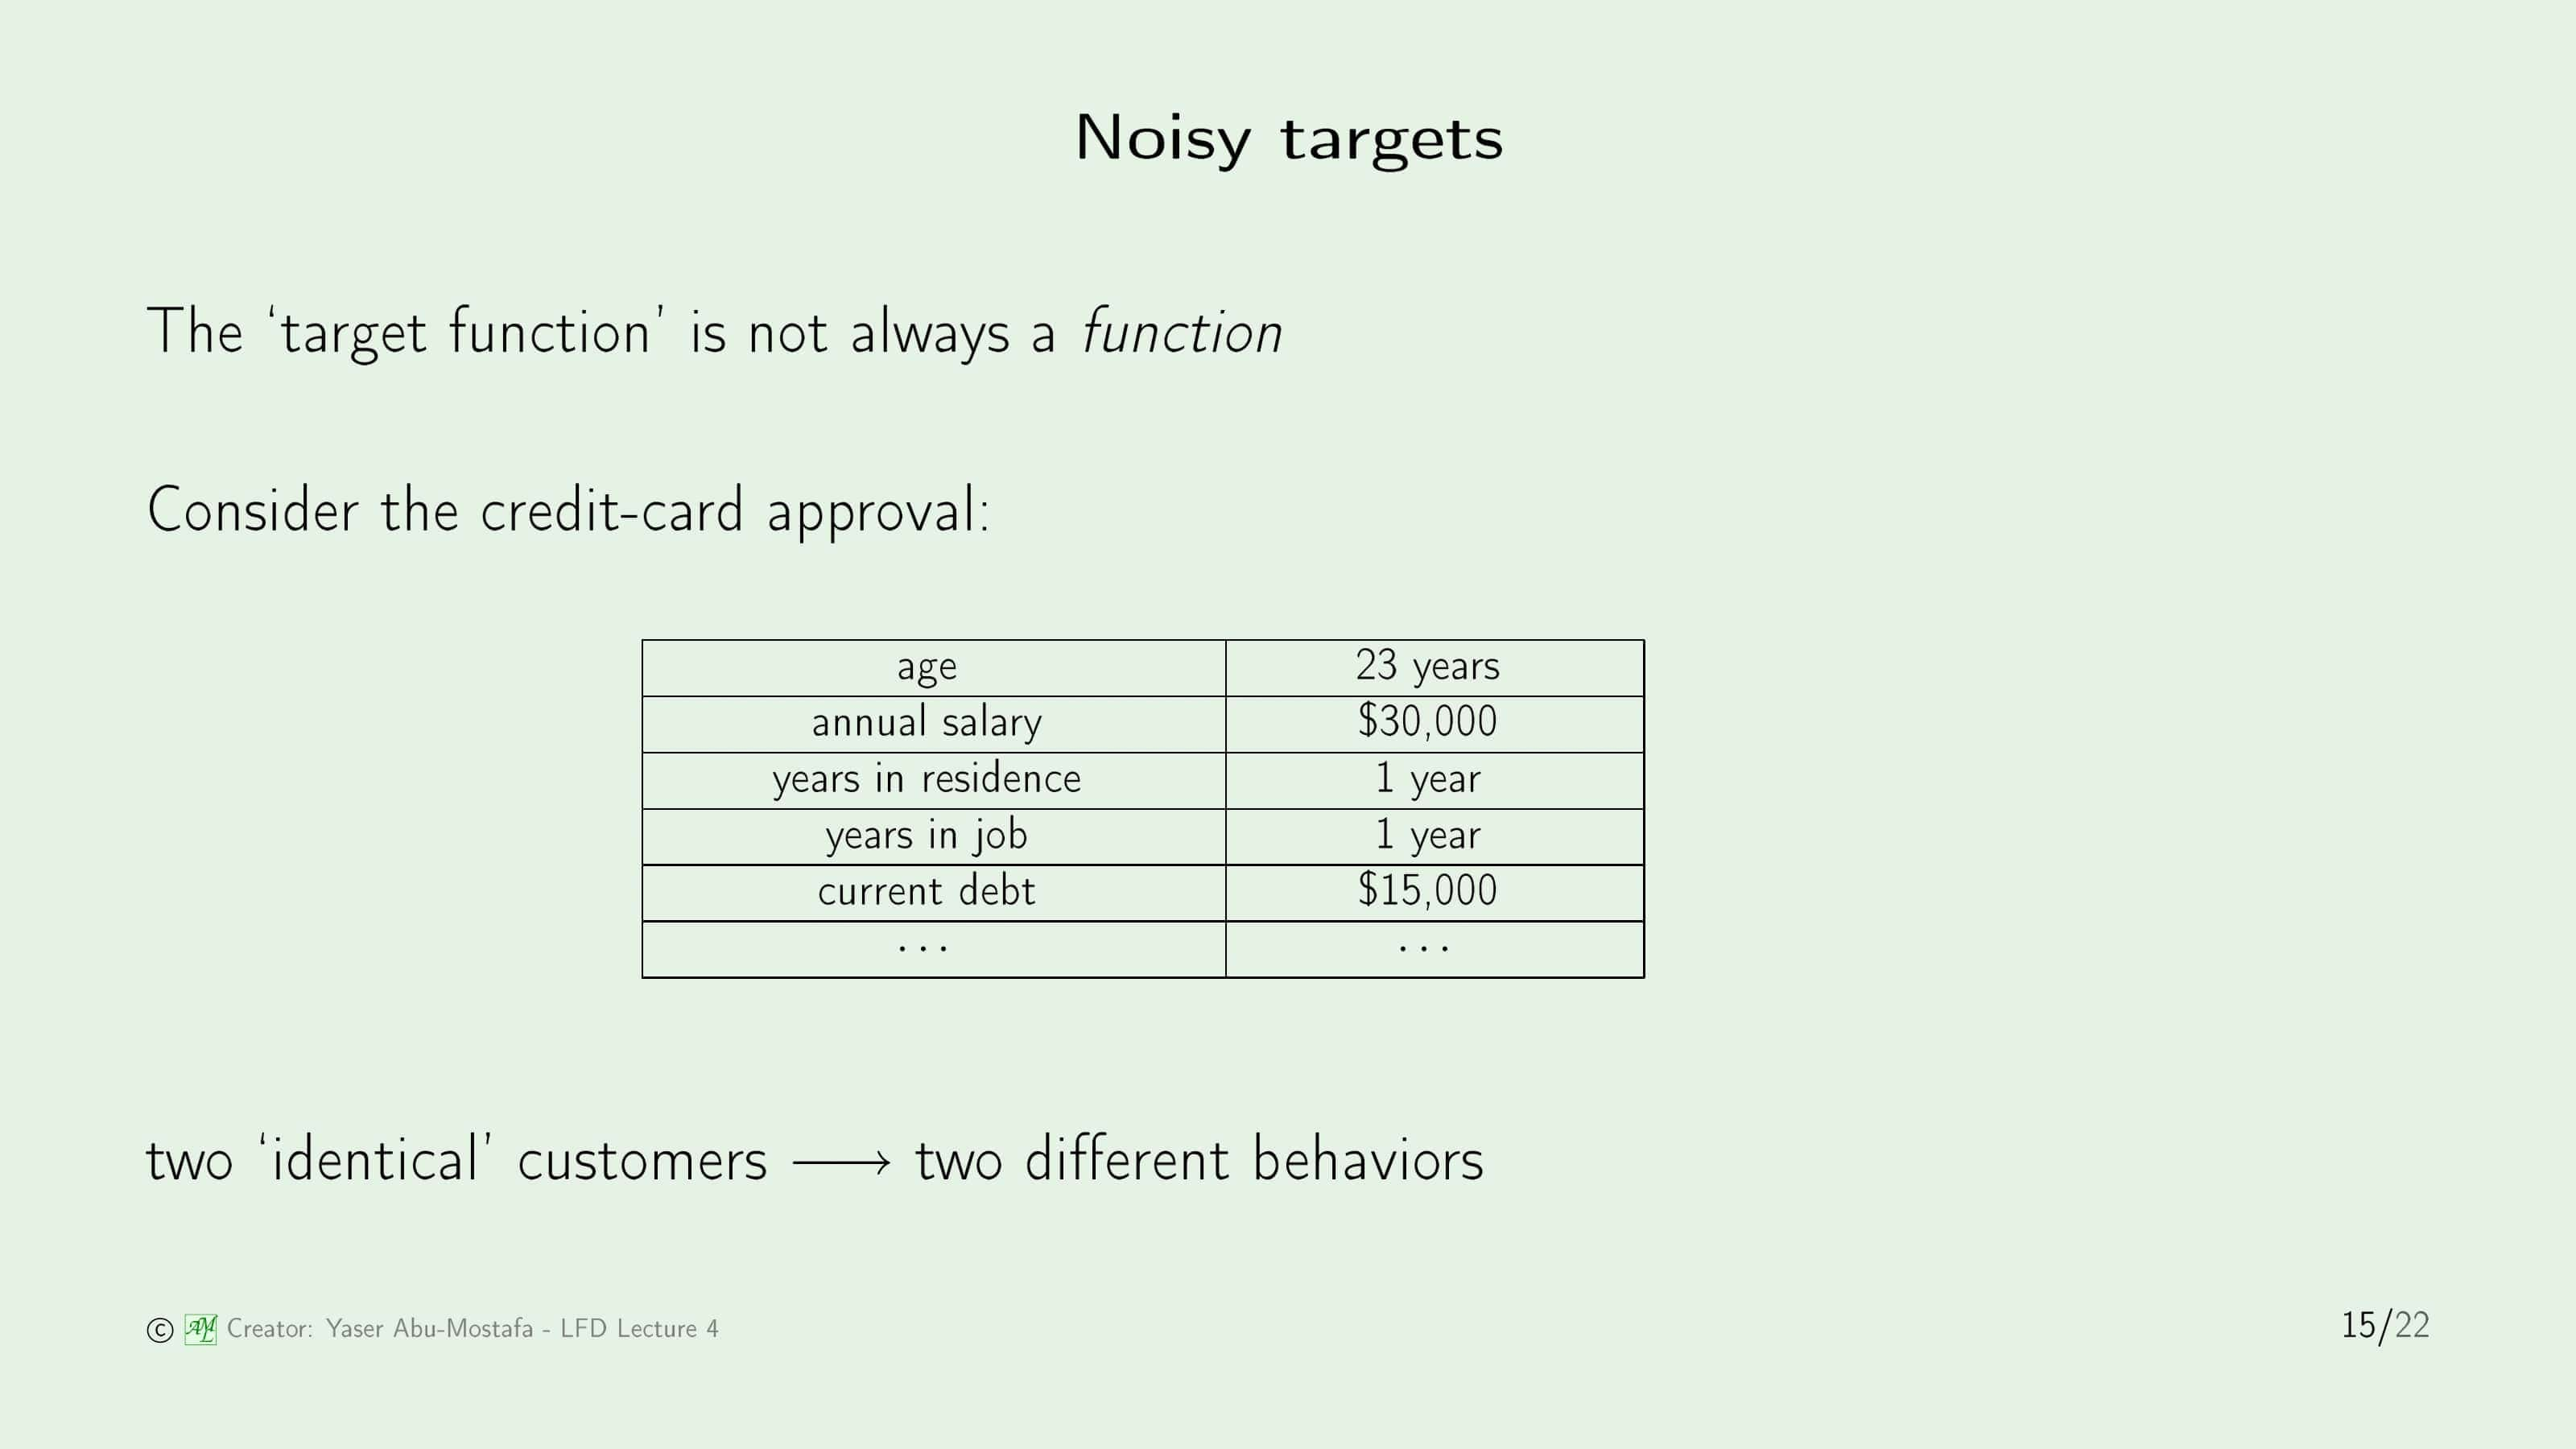 Noisy targets
The ‘target function’ is not always a function
Consider the credit-card approval:
age 23 years
annual salary $30,000
years in residence 1 year
years in job 1 year
current debt $15,000
· · · · · ·
two ‘identical’ customers ⟶ two different behaviors
© AML Creator: Yaser Abu-Mostafa - LFD Lecture 4
15/22